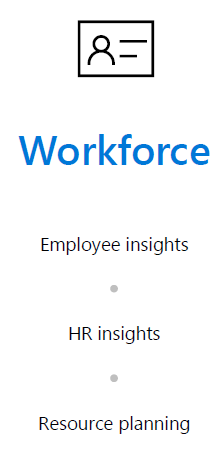 Workforce
Employee insights
HR insights
Resource planning